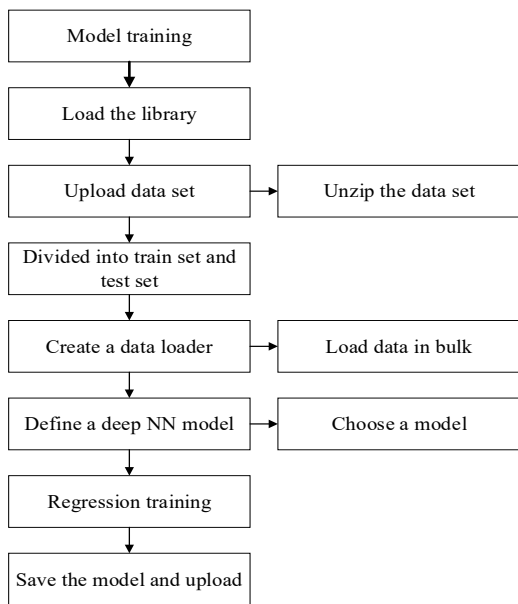 Model training
Load the library
Upload data set
Unzip the data set
Divided into train set and
test set
Create a data loader
Load data in bulk
Define a deep NN model
Choose a model
Regression training
Save the model and upload